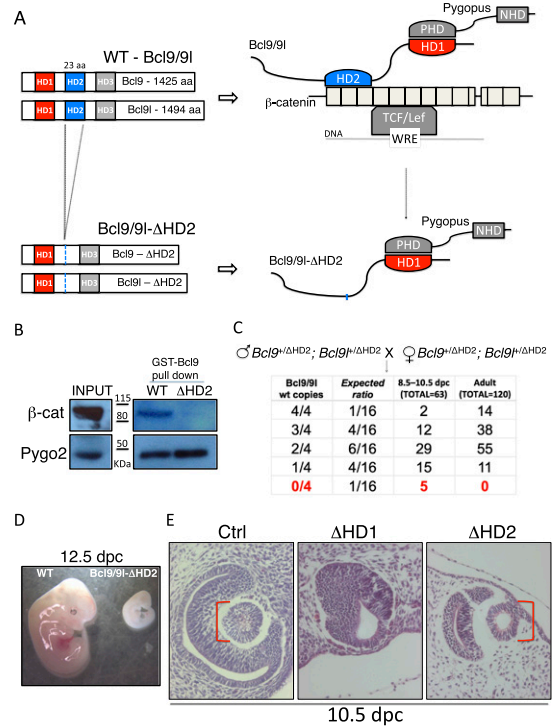 A
WT - Bcl9/9l
23 aa
HD1 HD2 HD3 Bcl9 - 1425 aa
HD1 HD2 HD3 Bcl9l - 1494 aa
Bcl9/9l
Pygopus
NHD
PHD
HD1
HD2
β-catenin
TCF/Lef
DNA
WRE
Bcl9/9l-ΔHD2
HD1 HD3 Bcl9 – ΔHD2
HD1 HD3 Bcl9l – ΔHD2
Bcl9/9l-ΔHD2
Pygopus
NHD
PHD
HD1
B
GST-Bcl9
pull down
INPUT
WT ΔHD2
β-cat
115
80
Pygo2
50
KDa
C
♂ Bcl9+/ΔHD2; Bcl9l+/ΔHD2 X ♀ Bcl9+/ΔHD2; Bcl9l+/ΔHD2
Bcl9/9l wt copies | Expected ratio | 8.5–10.5 dpc (TOTAL=63) | Adult (TOTAL=120)
4/4 1/16 2 14
3/4 4/16 12 38
2/4 6/16 29 55
1/4 4/16 15 11
0/4 1/16 5 0
D
12.5 dpc
WT Bcl9/9l-ΔHD2
E
Ctrl ΔHD1 ΔHD2
10.5 dpc